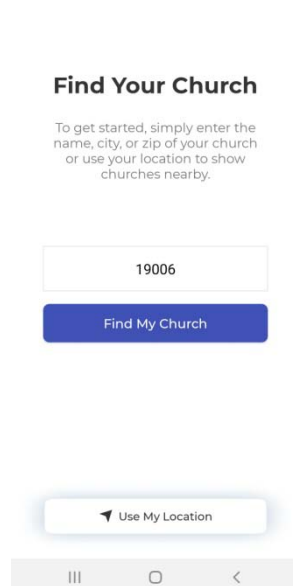 Find Your Church
To get started, simply enter the
name, city, or zip of your church
or use your location to show
churches nearby.
19006
Find My Church
Use My Location